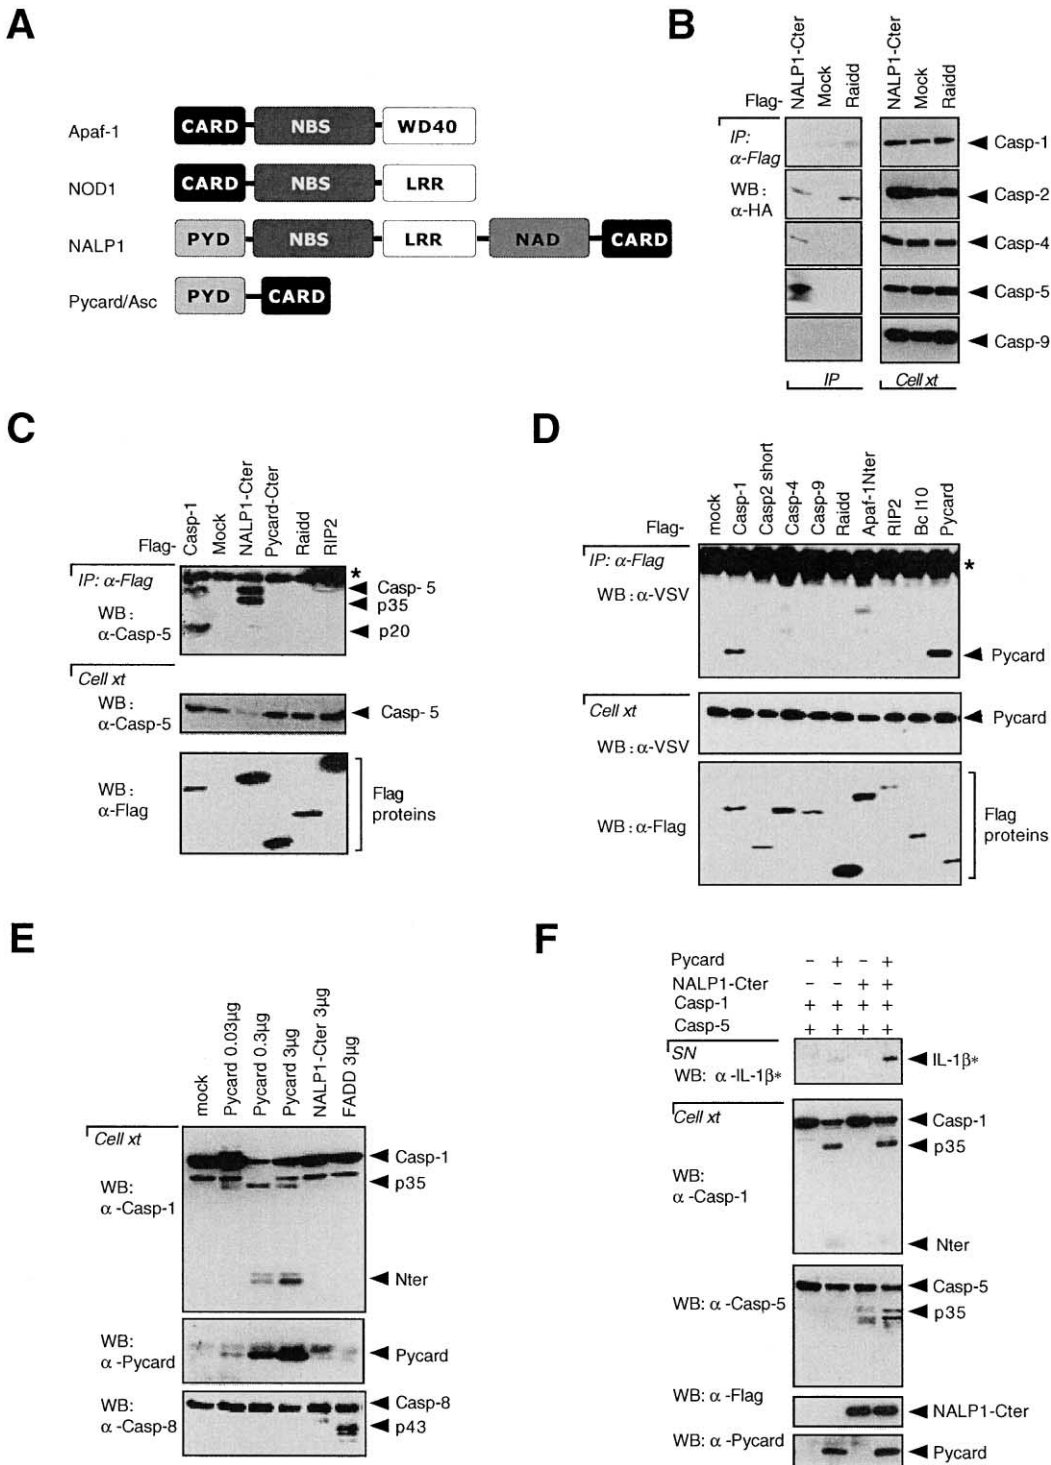 A
Apaf-1 CARD NBS WD40
NOD1 CARD NBS LRR
NALP1 PYD NBS LRR NAD CARD
Pycard/Asc PYD CARD
B
Flag- NALP1-Cter Mock Raidd NALP1-Cter Mock Raidd
IP: α-Flag
WB: α-HA
Casp-1
Casp-2
Casp-4
Casp-5
Casp-9
IP Cell xt
C
Flag- Casp-1 Mock NALP1-Cter Pycard-Cter Raidd RIP2
IP: α-Flag
WB: α-Casp-5
*
Casp-5
p35
p20
Cell xt
WB: α-Casp-5
Casp-5
WB: α-Flag
Flag proteins
D
Flag- mock Casp-1 Casp2 short Casp-4 Casp-9 Raidd Apaf-1Nter RIP2 Bcl10 Pycard
IP: α-Flag
WB: α-VSV
*
Pycard
Cell xt
WB: α-VSV
Pycard
WB: α-Flag
Flag proteins
E
mock Pycard 0.03µg Pycard 0.3µg Pycard 3µg NALP1-Cter 3µg FADD 3µg
Cell xt
WB: α-Casp-1
Casp-1
p35
Nter
WB: α-Pycard
Pycard
WB: α-Casp-8
Casp-8
p43
F
Pycard - + - +
NALP1-Cter - - + +
Casp-1 + + + +
Casp-5 + + + +
SN
WB: α-IL-1β*
IL-1β*
Cell xt
WB: α-Casp-1
Casp-1
p35
Nter
WB: α-Casp-5
Casp-5
p35
WB: α-Flag
NALP1-Cter
WB: α-Pycard
Pycard